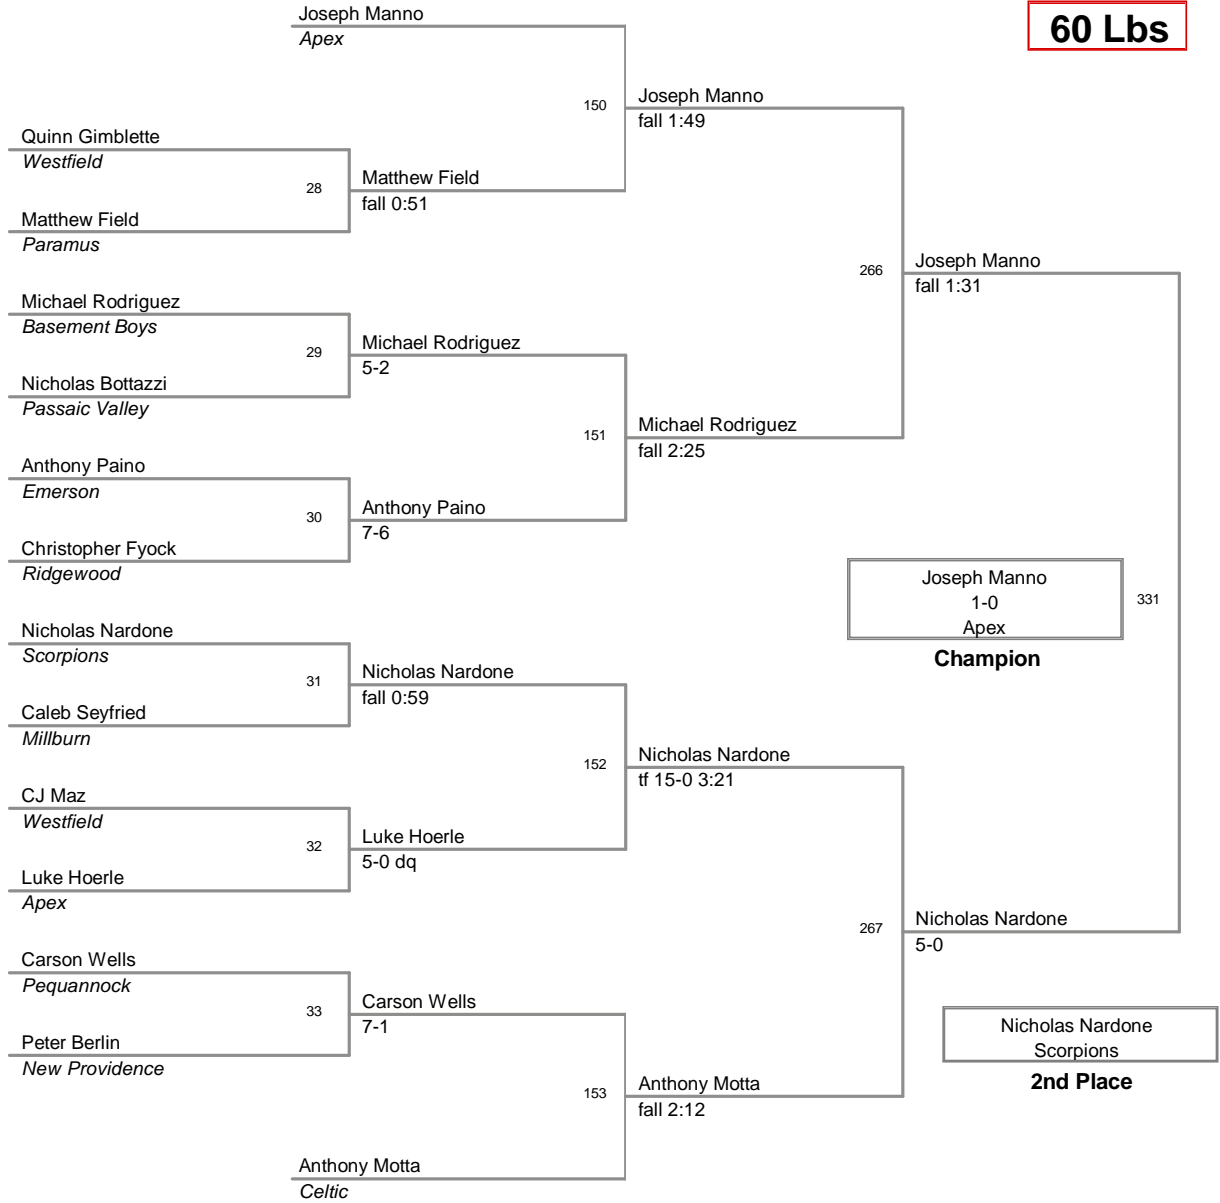 Joseph Manno
Apex
60 Lbs
150
Joseph Manno
fall 1:49
Quinn Gimblette
Westfield
28
Matthew Field
fall 0:51
Matthew Field
Paramus
266
Joseph Manno
fall 1:31
Michael Rodriguez
Basement Boys
29
Michael Rodriguez
5-2
Nicholas Bottazzi
Passaic Valley
151
Michael Rodriguez
fall 2:25
Anthony Paino
Emerson
30
Anthony Paino
7-6
Christopher Fyock
Ridgewood
Joseph Manno
1-0
Apex
Champion
331
Nicholas Nardone
Scorpions
31
Nicholas Nardone
fall 0:59
Caleb Seyfried
Millburn
152
Nicholas Nardone
tf 15-0 3:21
CJ Maz
Westfield
32
Luke Hoerle
5-0 dq
Luke Hoerle
Apex
267
Nicholas Nardone
5-0
Carson Wells
Pequannock
33
Carson Wells
7-1
Peter Berlin
New Providence
Nicholas Nardone
Scorpions
2nd Place
153
Anthony Motta
fall 2:12
Anthony Motta
Celtic